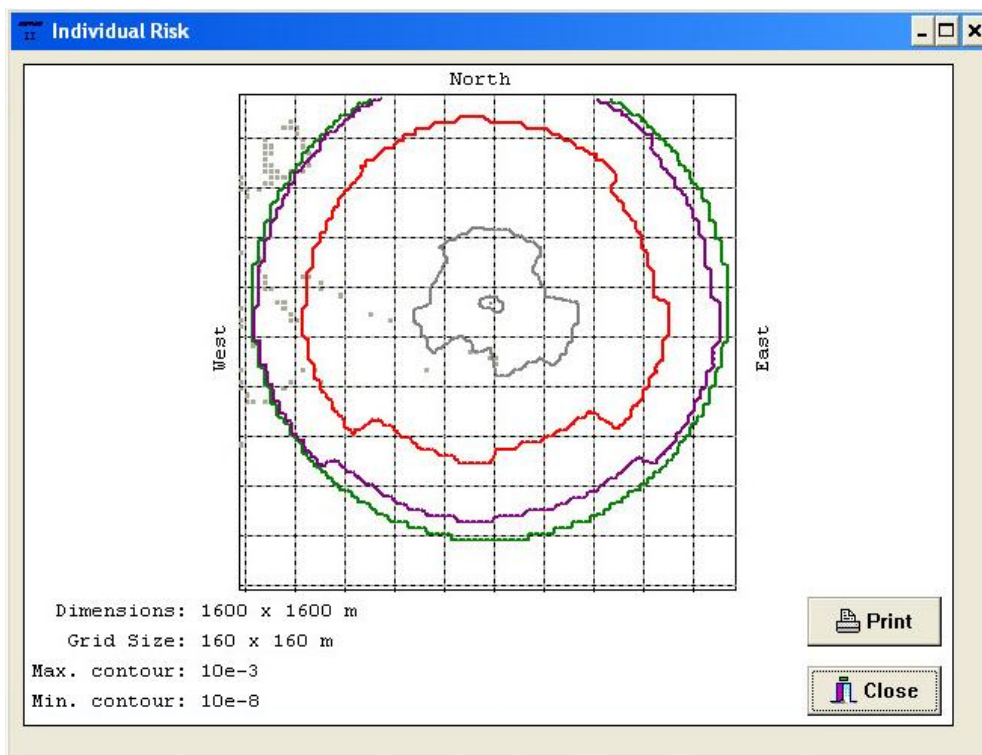 Individual Risk
North
West
East
Dimensions: 1600 x 1600 m
Grid Size: 160 x 160 m
Max. contour: 10e-3
Min. contour: 10e-8
Print
Close